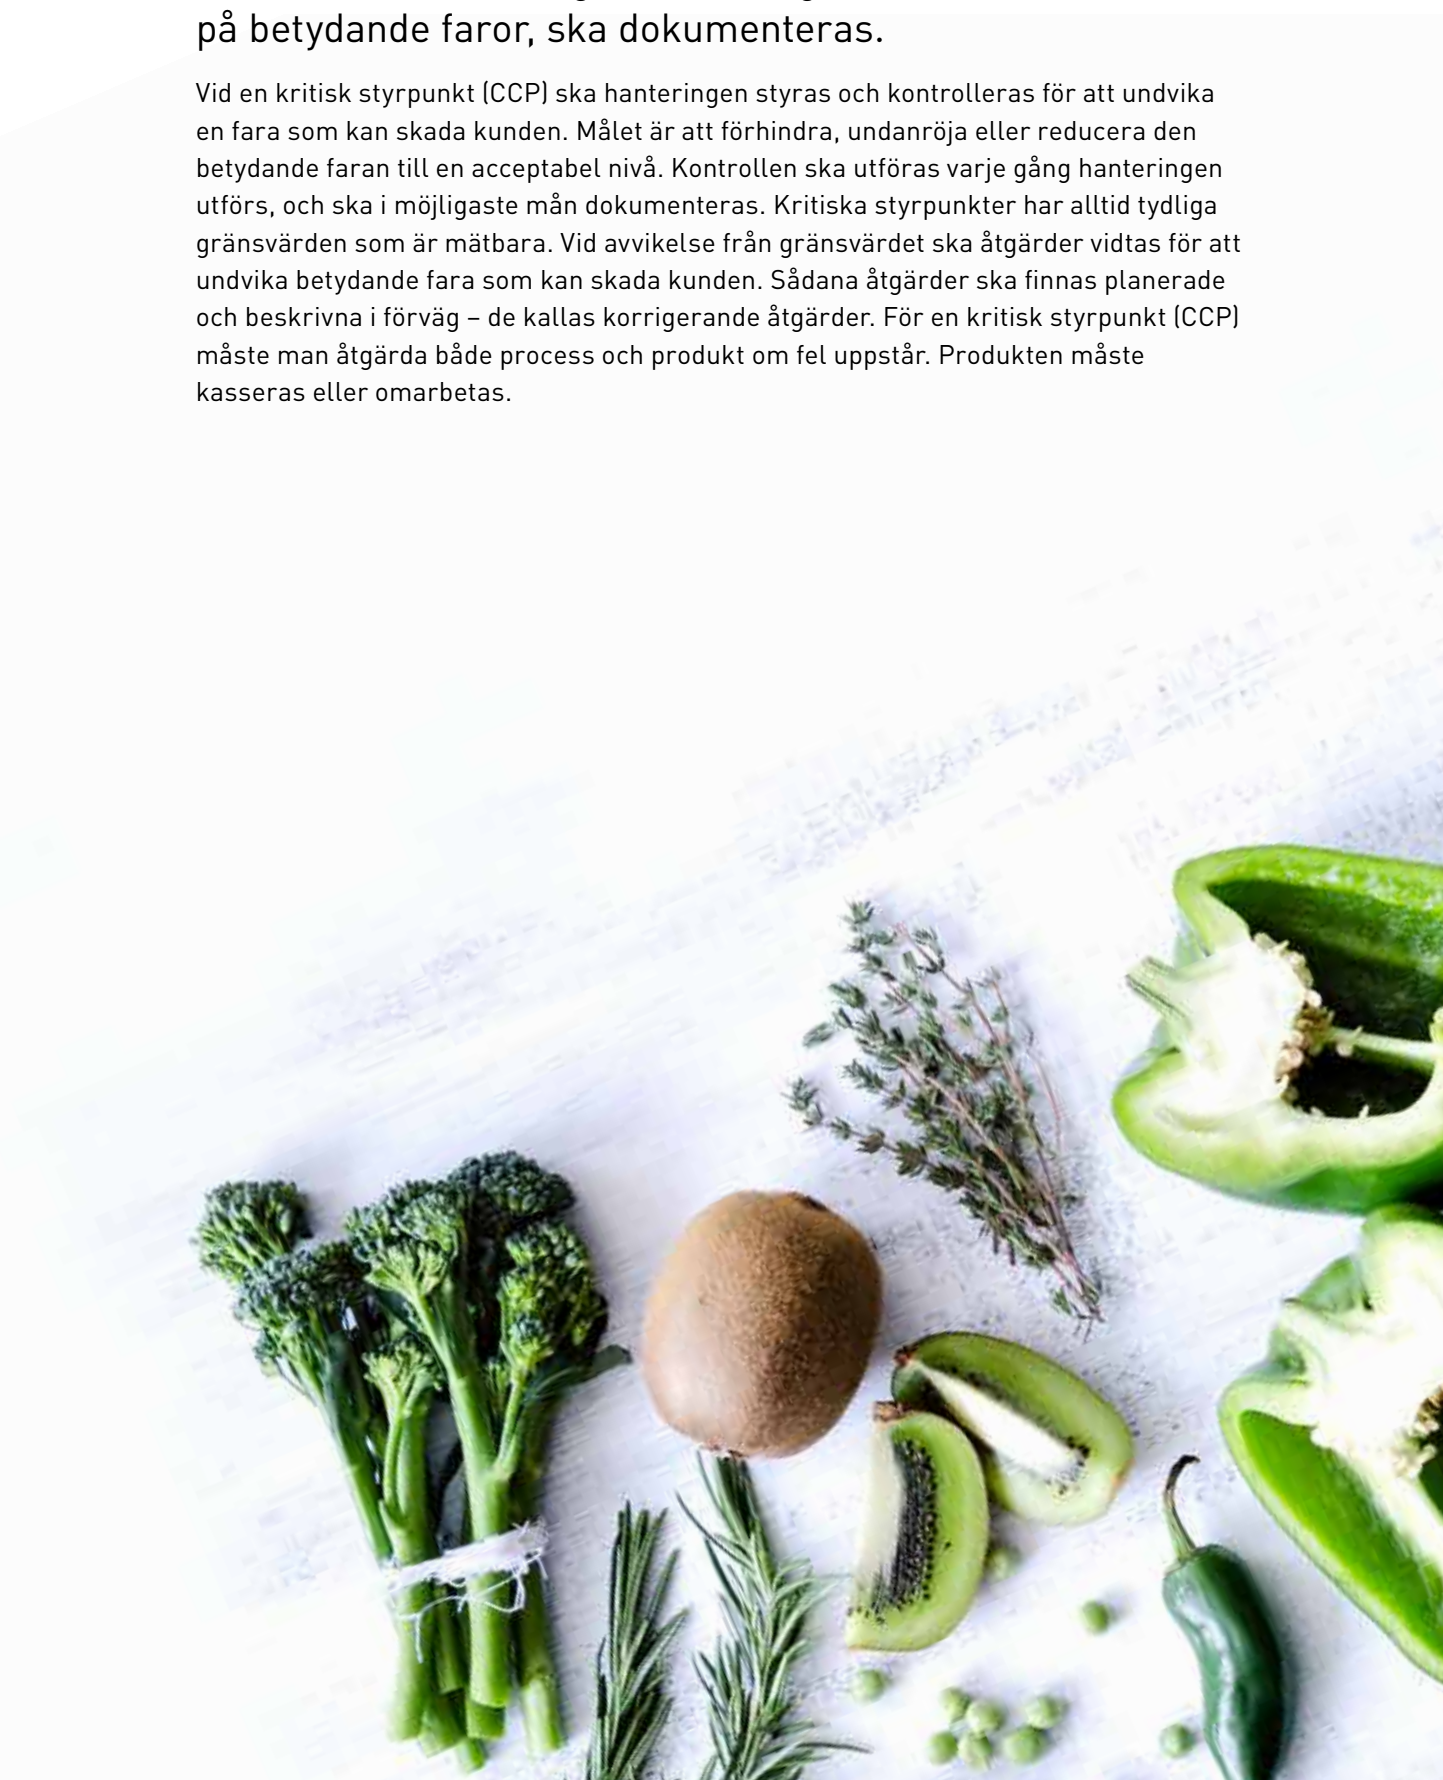 på betydande faror, ska dokumenteras.
Vid en kritisk styrpunkt (CCP) ska hanteringen styras och kontrolleras för att undvika
en fara som kan skada kunden. Målet är att förhindra, undanröja eller reducera den
betydande faran till en acceptabel nivå. Kontrollen ska utföras varje gång hanteringen
utförs, och ska i möjligaste mån dokumenteras. Kritiska styrpunkter har alltid tydliga
gränsvärden som är mätbara. Vid avvikelse från gränsvärdet ska åtgärder vidtas för att
undvika betydande fara som kan skada kunden. Sådana åtgärder ska finnas planerade
och beskrivna i förväg – de kallas korrigerande åtgärder. För en kritisk styrpunkt (CCP)
måste man åtgärda både process och produkt om fel uppstår. Produkten måste
kasseras eller omarbetas.